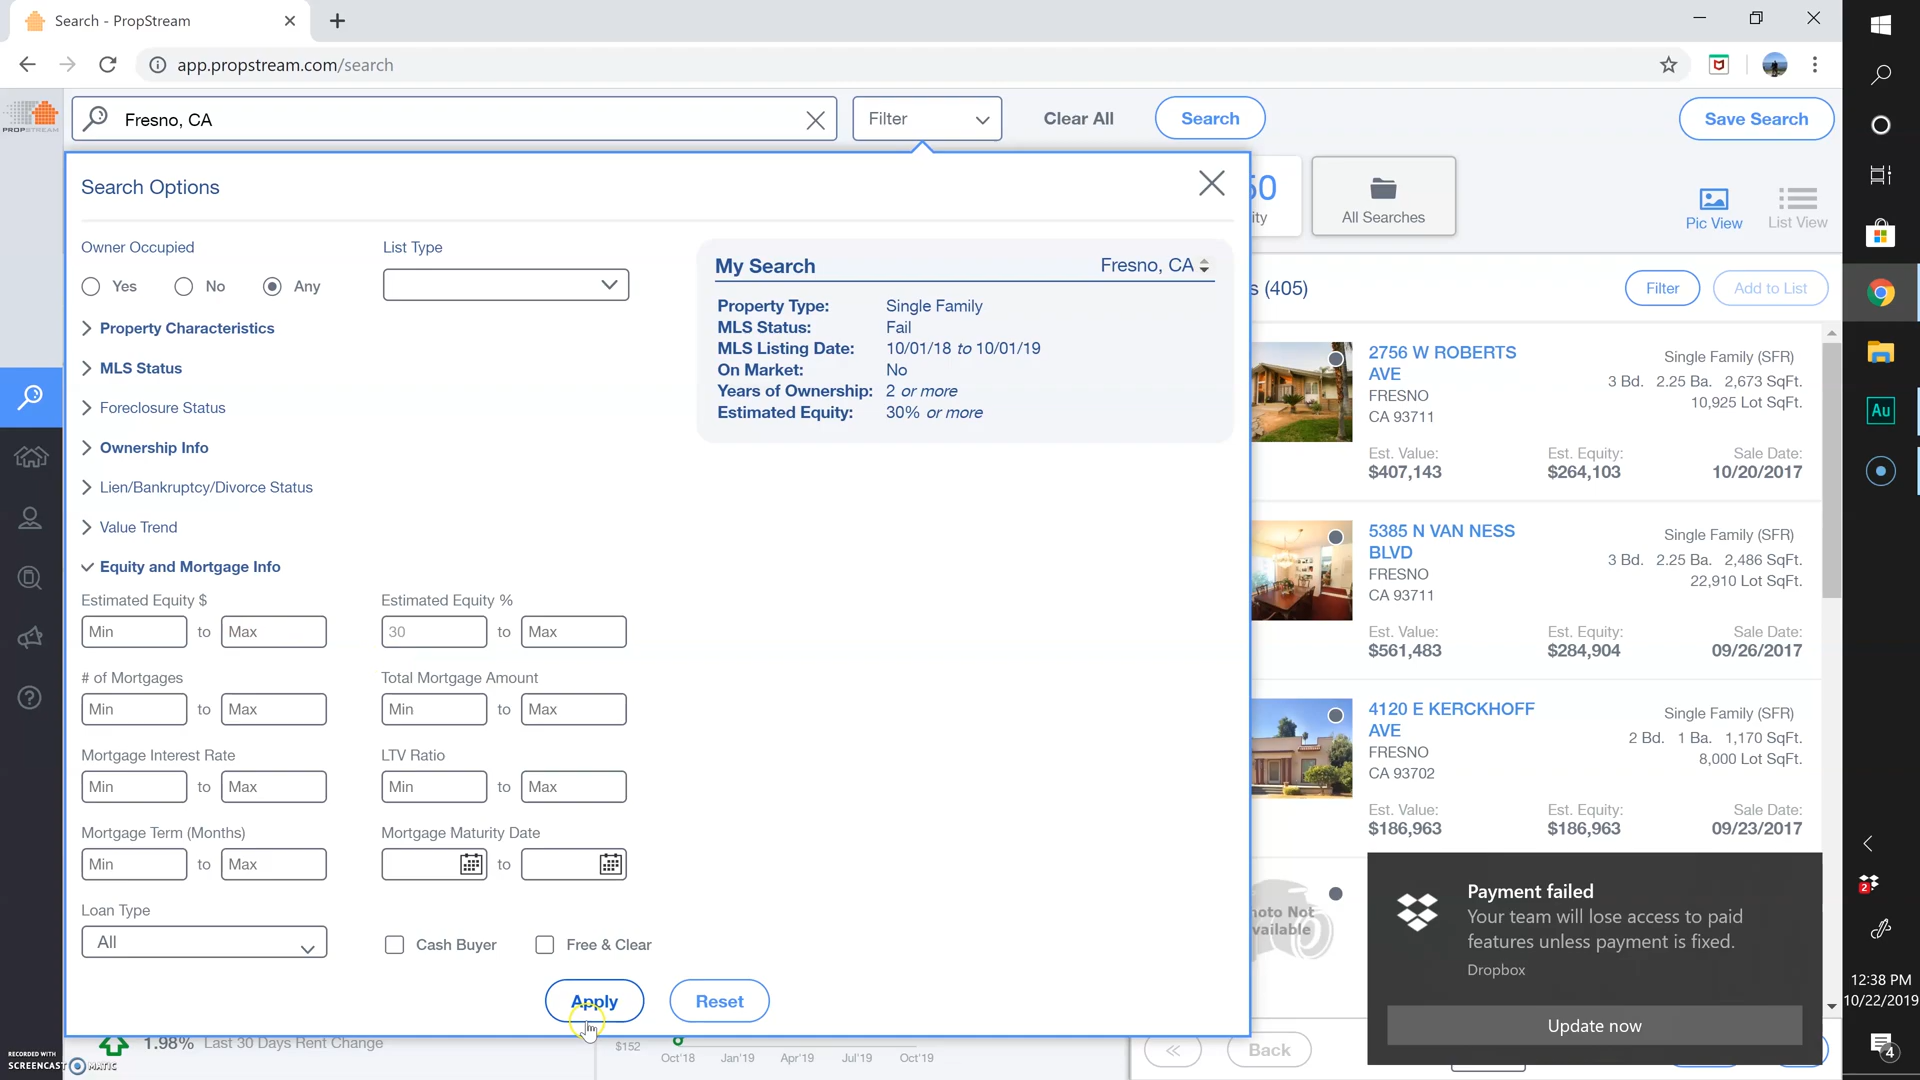 Search - PropStream
app.propstream.com/search
PROPSTREAM
Fresno, CA
Filter
Clear All
Search
Save Search
Search Options
50
ity
All Searches
Pic View
List View
Owner Occupied
List Type
Yes
No
Any
My Search
Fresno, CA
s (405)
Filter
Add to List
Property Type: Single Family
MLS Status: Fail
MLS Listing Date: 10/01/18 to 10/01/19
On Market: No
Years of Ownership: 2 or more
Estimated Equity: 30% or more
Property Characteristics
MLS Status
Foreclosure Status
Ownership Info
Lien/Bankruptcy/Divorce Status
Value Trend
Equity and Mortgage Info
Estimated Equity $
Estimated Equity %
Min to Max
30 to Max
# of Mortgages
Total Mortgage Amount
Min to Max
Min to Max
Mortgage Interest Rate
LTV Ratio
Min to Max
Min to Max
Mortgage Term (Months)
Mortgage Maturity Date
Min to Max
to
Loan Type
All
Cash Buyer
Free & Clear
Apply
Reset
2756 W ROBERTS
AVE
FRESNO
CA 93711
Single Family (SFR)
3 Bd. 2.25 Ba. 2,673 SqFt.
10,925 Lot SqFt.
Est. Value:
$407,143
Est. Equity:
$264,103
Sale Date:
10/20/2017
5385 N VAN NESS
BLVD
FRESNO
CA 93711
Single Family (SFR)
3 Bd. 2.25 Ba. 2,486 SqFt.
22,910 Lot SqFt.
Est. Value:
$561,483
Est. Equity:
$284,904
Sale Date:
09/26/2017
4120 E KERCKHOFF
AVE
FRESNO
CA 93702
Single Family (SFR)
2 Bd. 1 Ba. 1,170 SqFt.
8,000 Lot SqFt.
Est. Value:
$186,963
Est. Equity:
$186,963
Sale Date:
09/23/2017
hoto Not
vailable
Payment failed
Your team will lose access to paid
features unless payment is fixed.
Dropbox
Update now
1.98% Last 30 Days Rent Change
$152
Oct'18
Jan'19
Apr'19
Jul'19
Oct'19
«
Back
Au
2
12:38 PM
10/22/2019
4
RECORDED WITH
SCREENCAST MATIC